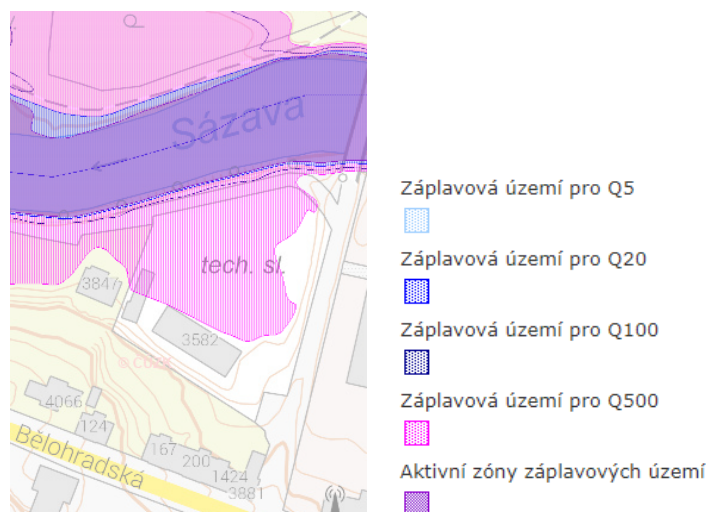 Sázava
tech. sl.
3847
3582
© ČÚZK
4066
124
Bělohradská
167
200
1424
3881
Záplavová území pro Q5
Záplavová území pro Q20
Záplavová území pro Q100
Záplavová území pro Q500
Aktivní zóny záplavových území